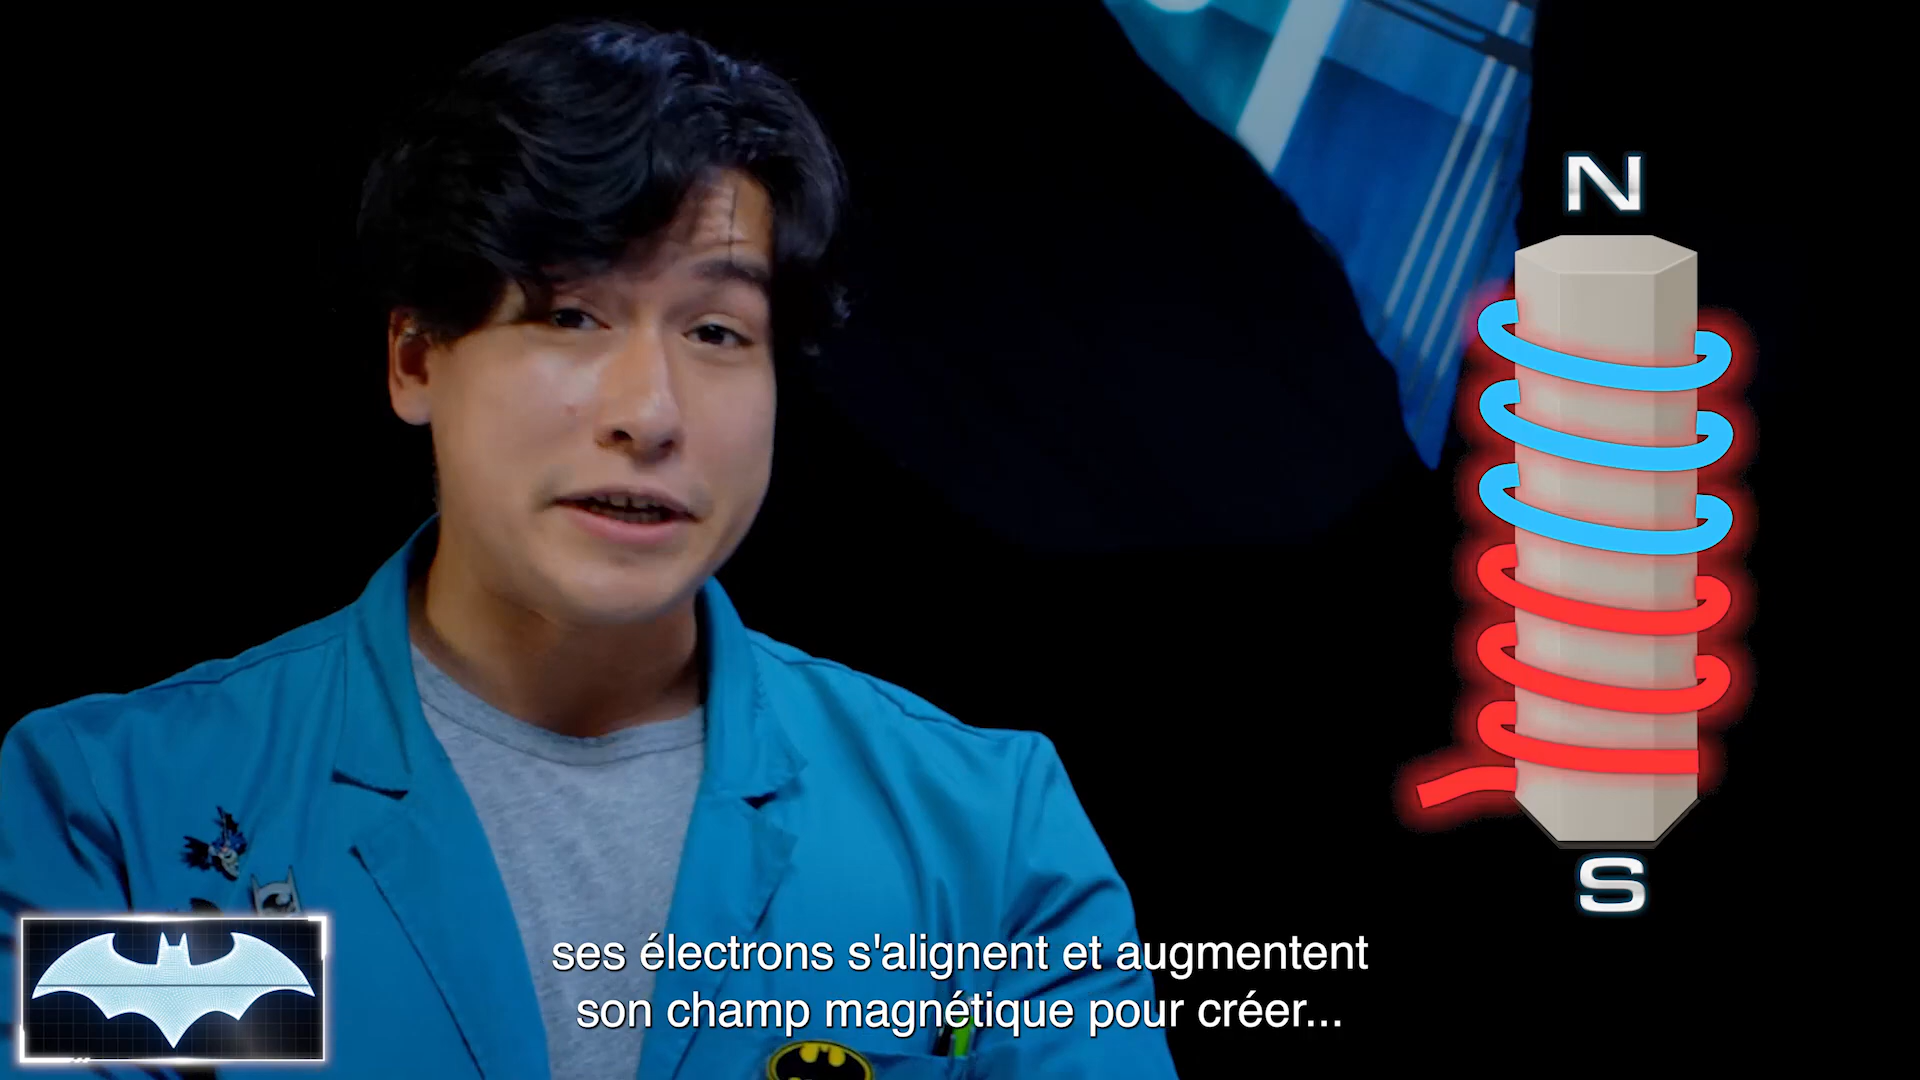 N
S
ses électrons s'alignent et augmentent
son champ magnétique pour créer...